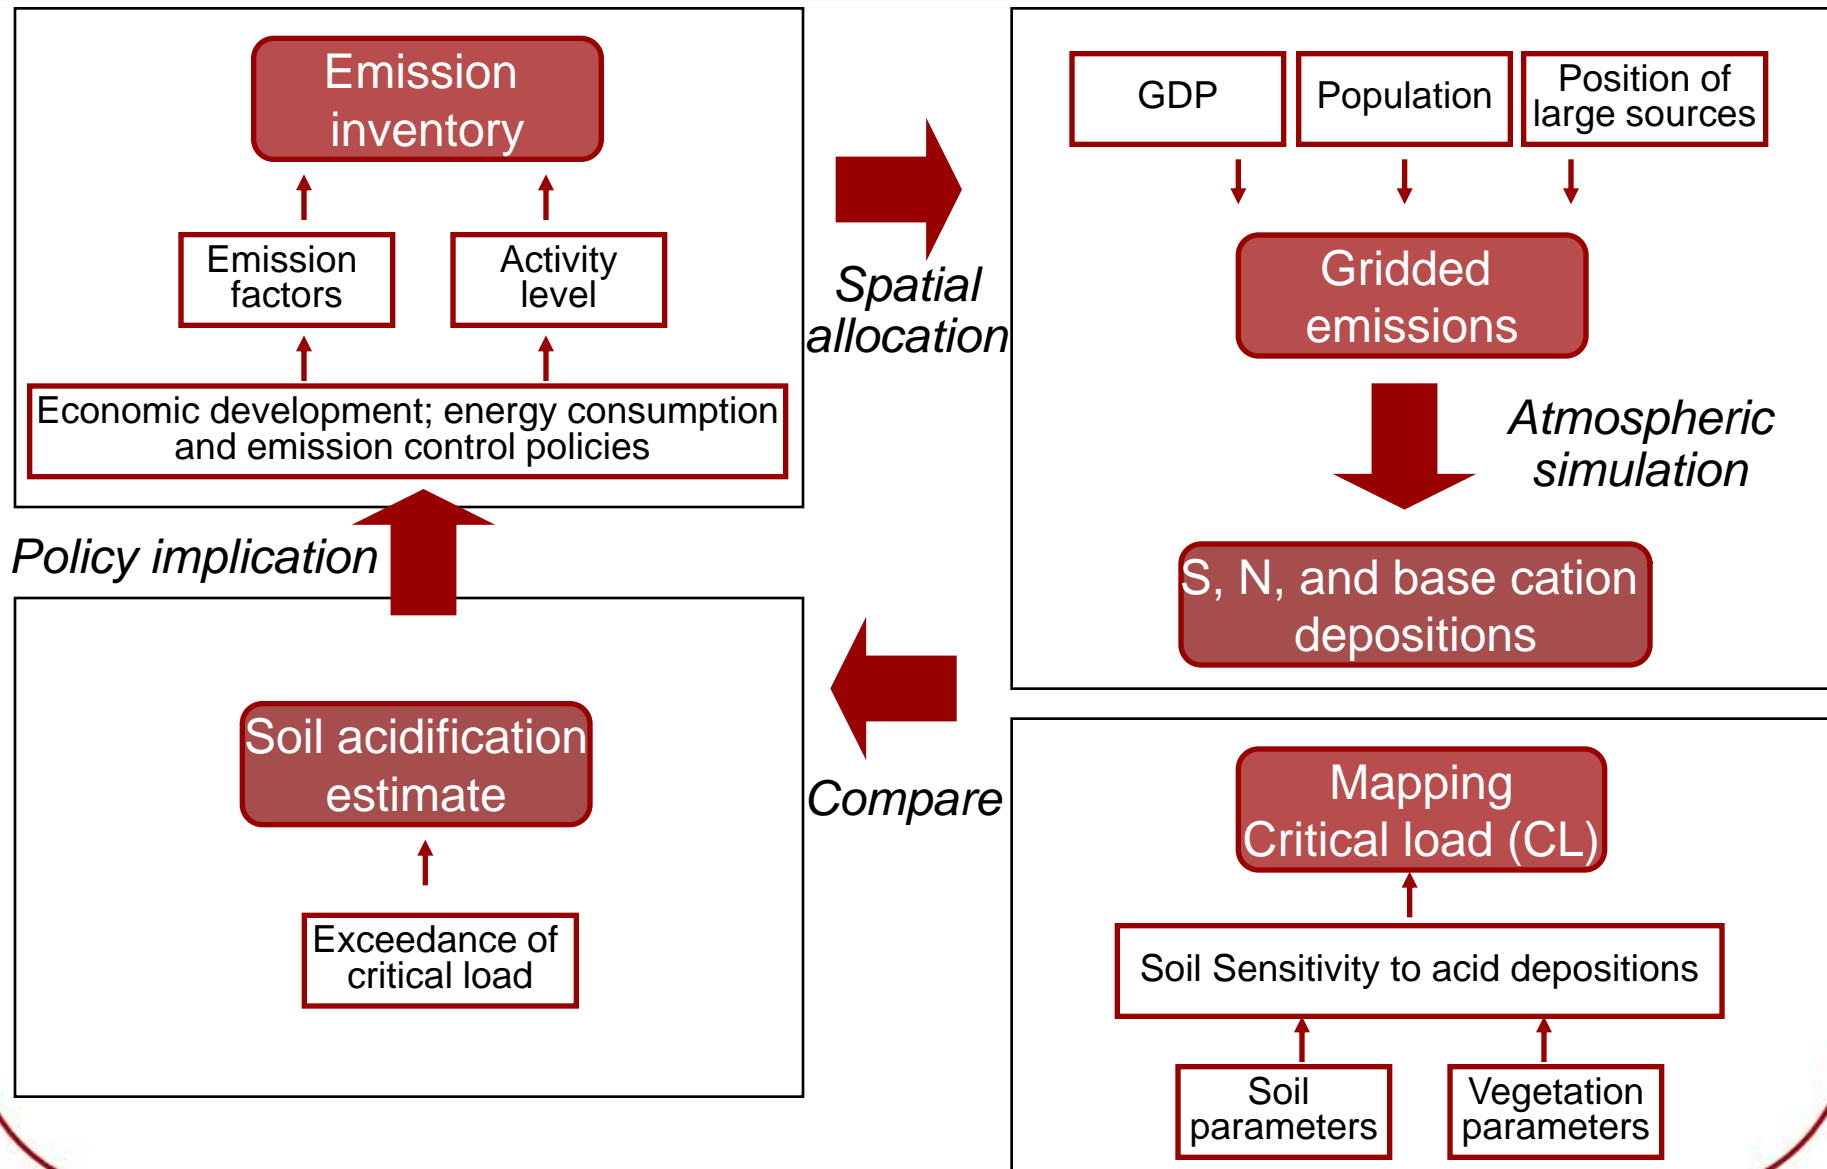 Emission
inventory
Emission
factors
Activity
level
Economic development; energy consumption
and emission control policies
Spatial
allocation
GDP
Population
Position of
large sources
Gridded
emissions
Atmospheric
simulation
S, N, and base cation
depositions
Policy implication
Soil acidification
estimate
Exceedance of
critical load
Compare
Mapping
Critical load (CL)
Soil Sensitivity to acid depositions
Soil
parameters
Vegetation
parameters